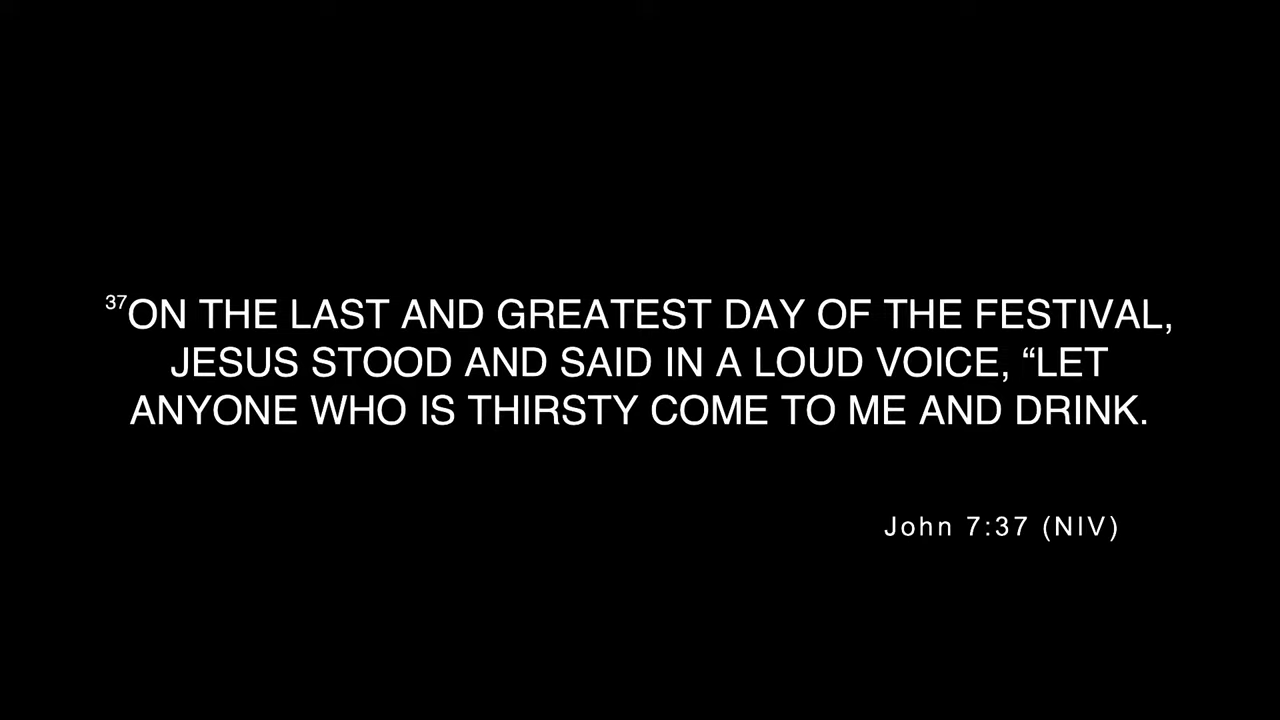 37ON THE LAST AND GREATEST DAY OF THE FESTIVAL,
JESUS STOOD AND SAID IN A LOUD VOICE, “LET
ANYONE WHO IS THIRSTY COME TO ME AND DRINK.
John 7:37 (NIV)